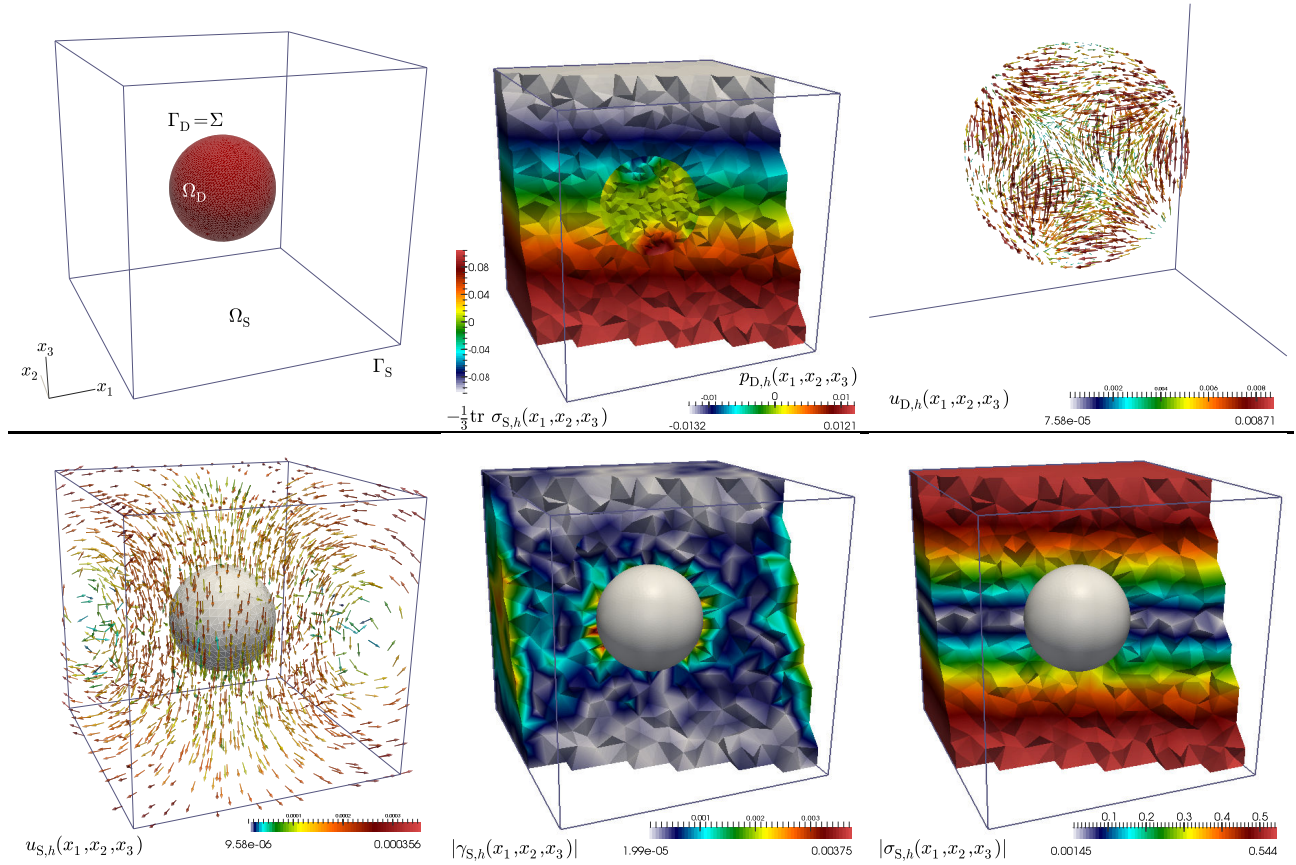 Γ_D = Σ
Ω_D
Ω_S
x_3
x_2
x_1
Γ_S
0.08
0.04
0
-0.04
-0.08
p_{D,h}(x_1,x_2,x_3)
-0.01 0 0.01
-1/3 tr σ_{S,h}(x_1,x_2,x_3)
-0.0132 0.0121
0.002 0.004 0.006 0.008
u_{D,h}(x_1,x_2,x_3)
7.58e-05 0.00871
0.0001 0.0002 0.0003
u_{S,h}(x_1,x_2,x_3)
9.58e-06 0.000356
0.001 0.002 0.003
|γ_{S,h}(x_1,x_2,x_3)|
1.99e-05 0.00375
0.1 0.2 0.3 0.4 0.5
|σ_{S,h}(x_1,x_2,x_3)|
0.00145 0.544